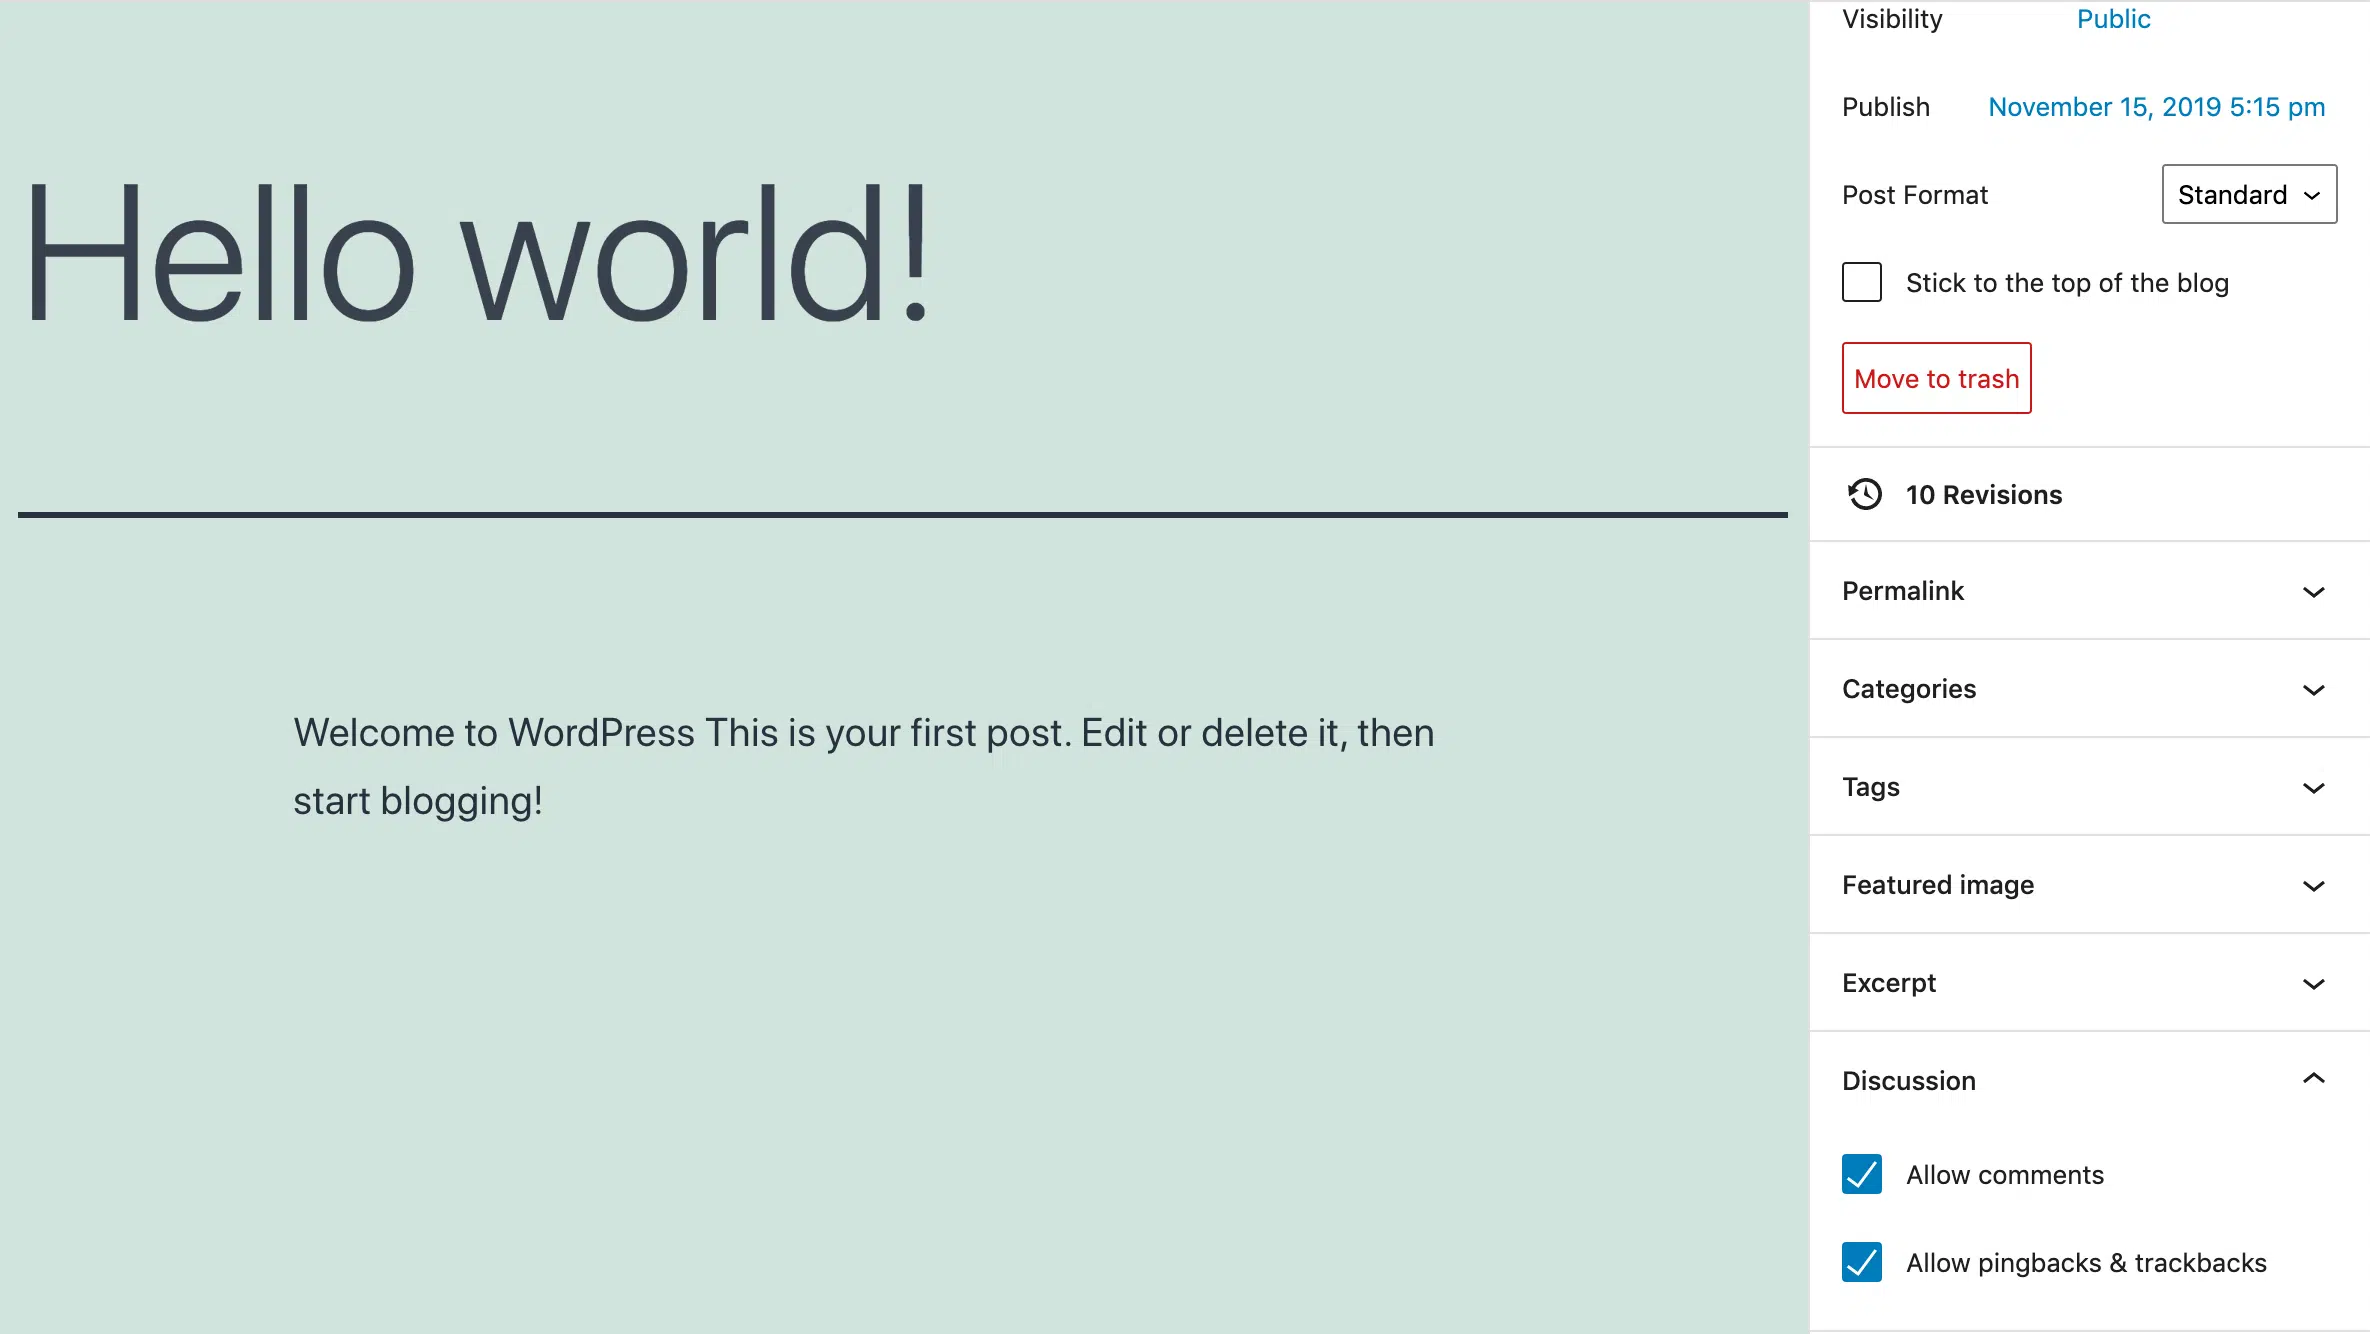 Hello world!
Welcome to WordPress This is your first post. Edit or delete it, then
start blogging!
Visibility Public
Publish November 15, 2019 5:15 pm
Post Format Standard
Stick to the top of the blog
Move to trash
10 Revisions
Permalink
Categories
Tags
Featured image
Excerpt
Discussion
Allow comments
Allow pingbacks & trackbacks